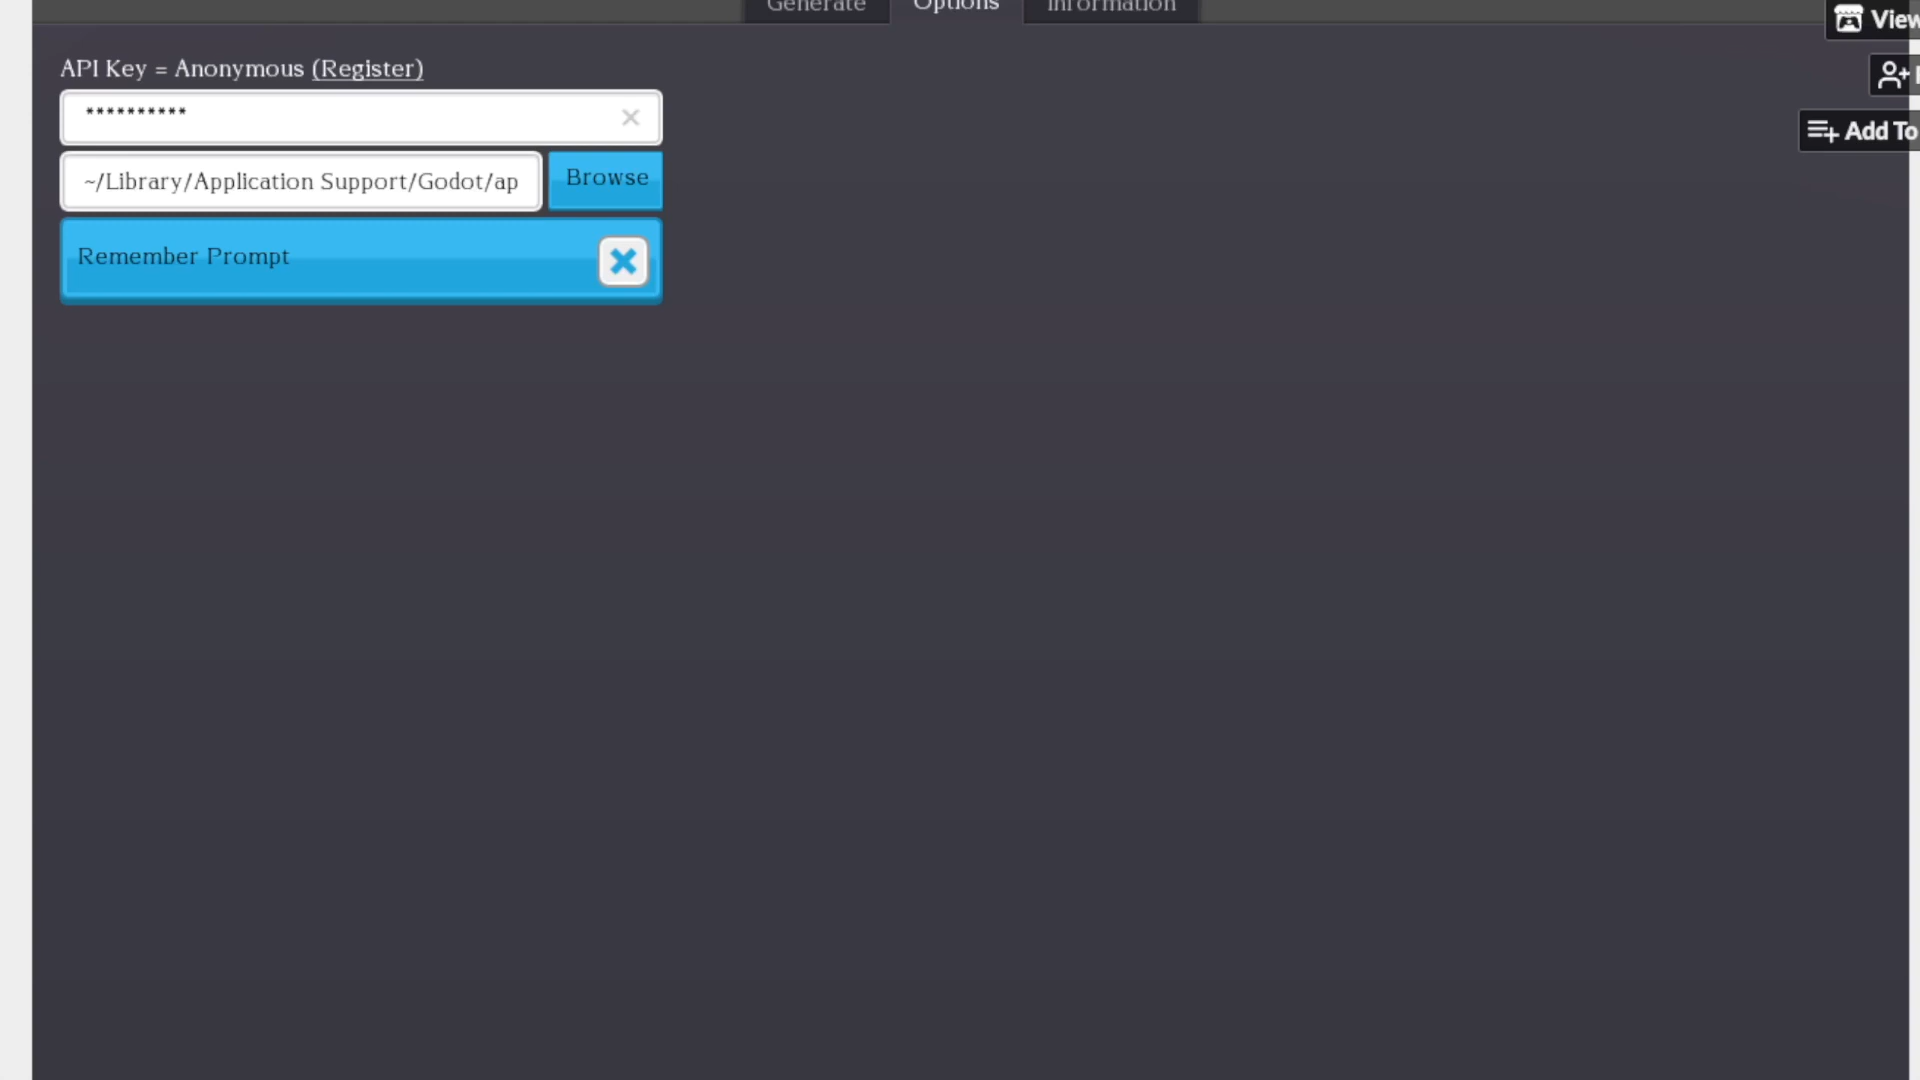 Generate Options Information
View
API Key = Anonymous (Register)
**********
Add To
~/Library/Application Support/Godot/ap Browse
Remember Prompt